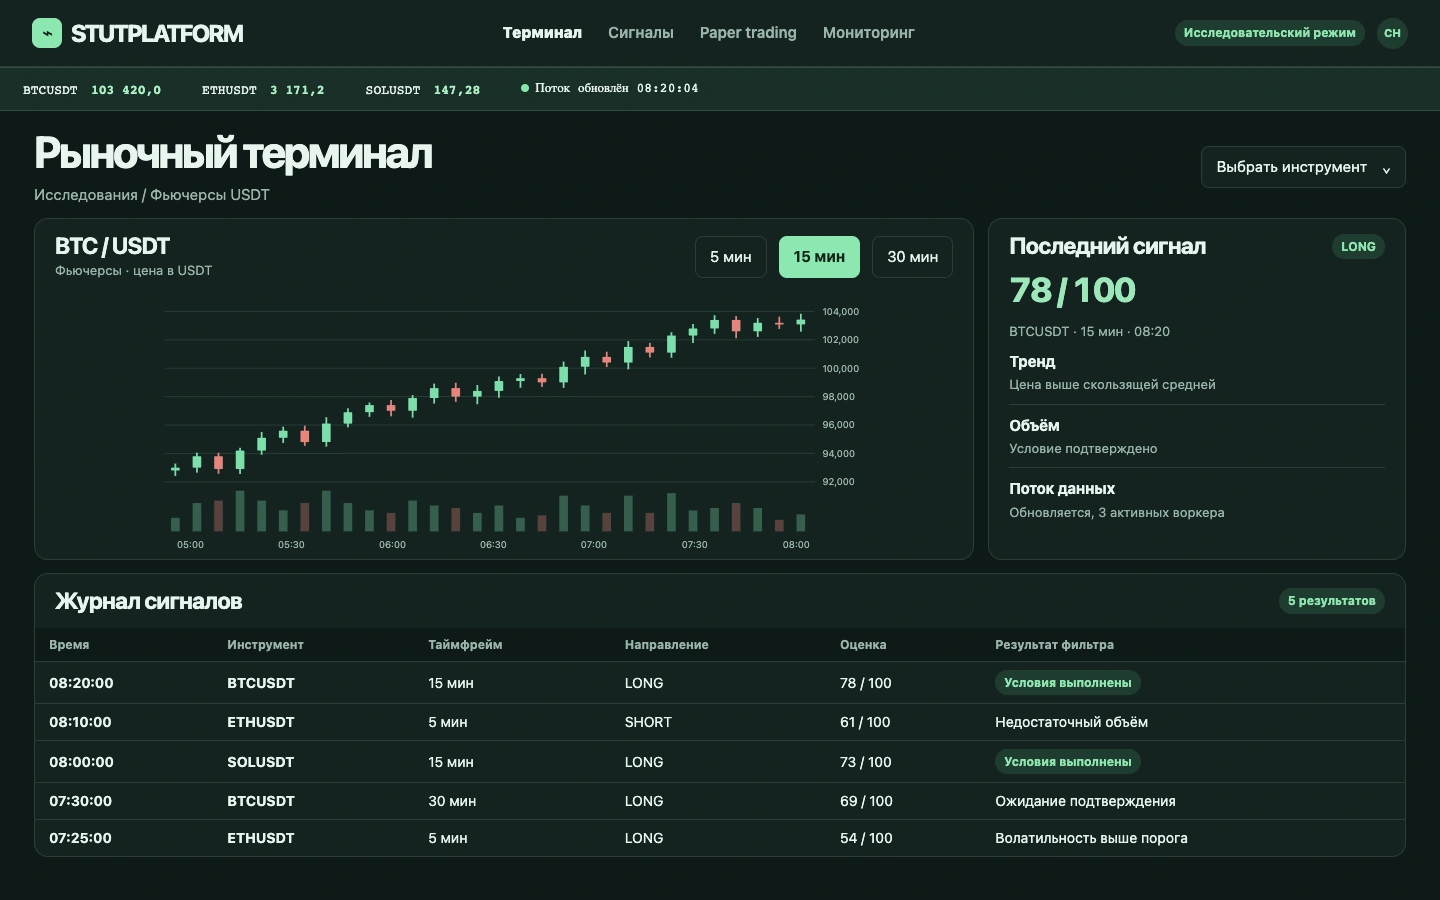 STUTPLATFORM
Терминал Сигналы Paper trading Мониторинг
Исследовательский режим CH
BTCUSDT 103 420,0 ETHUSDT 3 171,2 SOLUSDT 147,28 Поток обновлён 08:20:04
Рыночный терминал
Исследования / Фьючерсы USDT
Выбрать инструмент
BTC / USDT
Фьючерсы · цена в USDT
5 мин 15 мин 30 мин
104,000
102,000
100,000
98,000
96,000
94,000
92,000
05:00 05:30 06:00 06:30 07:00 07:30 08:00
Последний сигнал LONG
78 / 100
BTCUSDT · 15 мин · 08:20
Тренд
Цена выше скользящей средней
Объём
Условие подтверждено
Поток данных
Обновляется, 3 активных воркера
Журнал сигналов 5 результатов
Время Инструмент Таймфрейм Направление Оценка Результат фильтра
08:20:00 BTCUSDT 15 мин LONG 78 / 100 Условия выполнены
08:10:00 ETHUSDT 5 мин SHORT 61 / 100 Недостаточный объём
08:00:00 SOLUSDT 15 мин LONG 73 / 100 Условия выполнены
07:30:00 BTCUSDT 30 мин LONG 69 / 100 Ожидание подтверждения
07:25:00 ETHUSDT 5 мин LONG 54 / 100 Волатильность выше порога